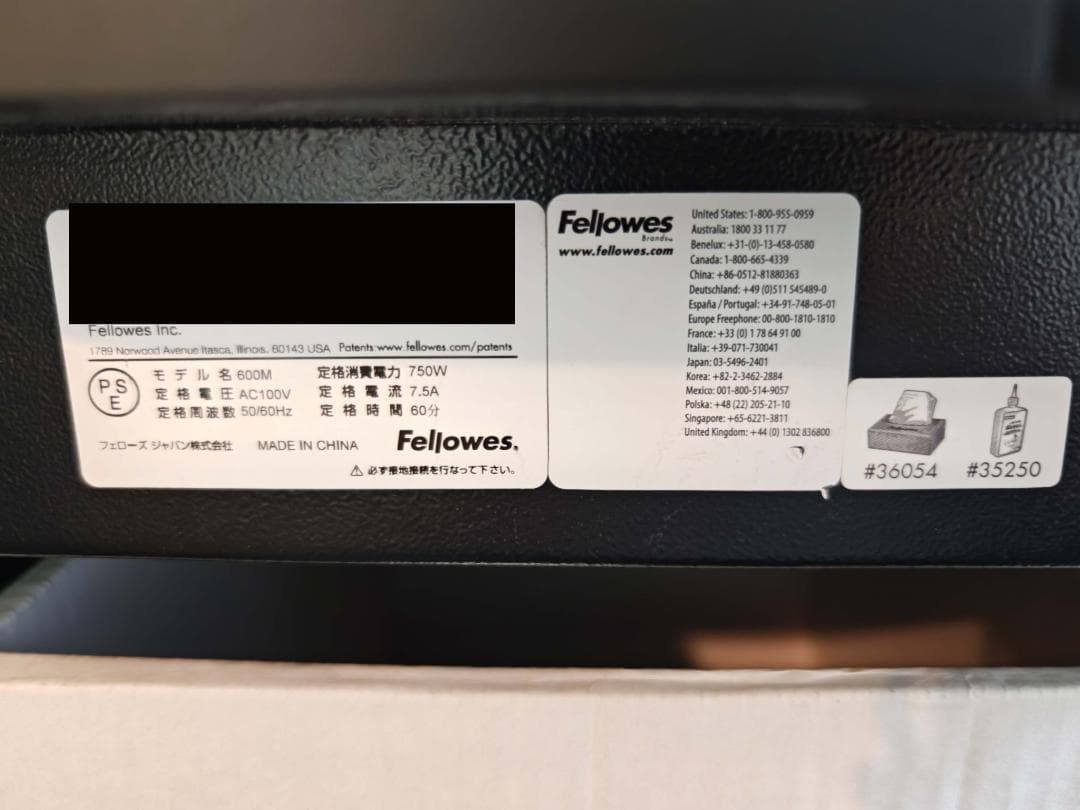 Fellowes Inc.
1789 Norwood Avenue Itasca, Illinois, 60143 USA Patents:www.fellowes.com/patents
PS
E
モデル名 600M 定格消費電力 750W
定格電圧 AC100V 定格電流 7.5A
定格周波数 50/60Hz 定格時間 60分
フェローズ ジャパン株式会社 MADE IN CHINA Fellowes.
⚠ 必ず接地接続を行なって下さい。
Fellowes
Brands™
www.fellowes.com
United States: 1-800-955-0959
Australia: 1800 33 11 77
Benelux: +31-(0)-13-458-0580
Canada: 1-800-665-4339
China: +86-0512-81880363
Deutschland: +49 (0)511 545489-0
España / Portugal: +34-91-748-05-01
Europe Freephone: 00-800-1810-1810
France: +33 (0) 1 78 64 91 00
Italia: +39-071-730041
Japan: 03-5496-2401
Korea: +82-2-3462-2884
Mexico: 001-800-514-9057
Polska: +48 (22) 205-21-10
Singapore: +65-6221-3811
United Kingdom: +44 (0) 1302 836800
#36054 #35250